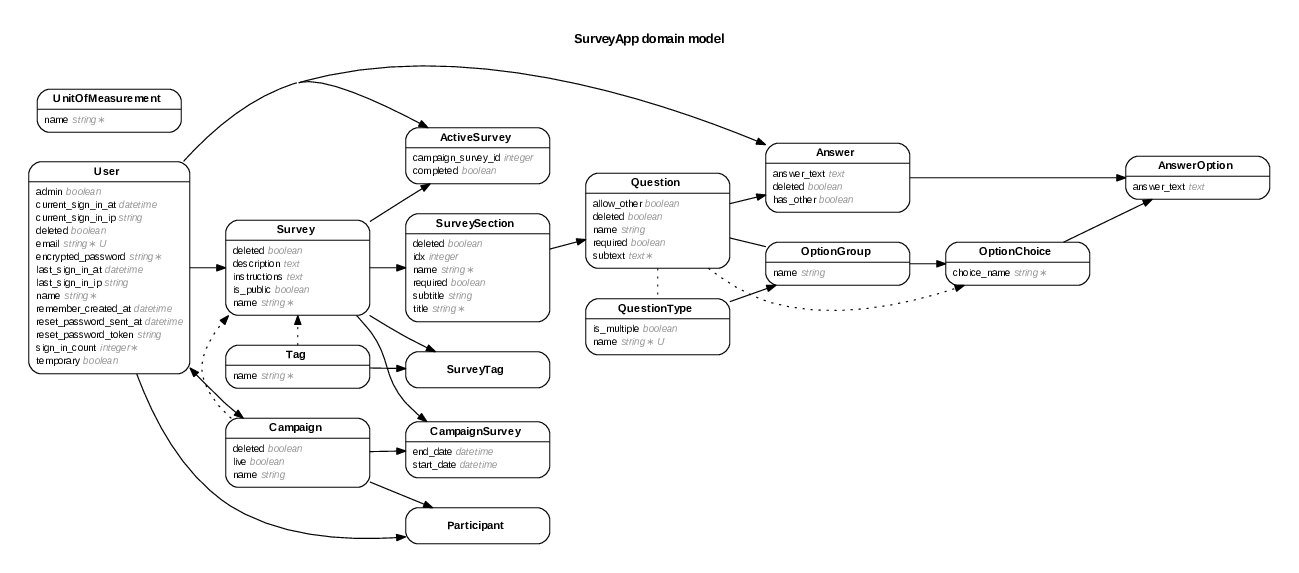 SurveyApp domain model
UnitOfMeasurement
name string ∗
User
admin boolean
current_sign_in_at datetime
current_sign_in_ip string
deleted boolean
email string ∗ U
encrypted_password string ∗
last_sign_in_at datetime
last_sign_in_ip string
name string ∗
remember_created_at datetime
reset_password_sent_at datetime
reset_password_token string
sign_in_count integer ∗
temporary boolean
Survey
deleted boolean
description text
instructions text
is_public boolean
name string ∗
Tag
name string ∗
Campaign
deleted boolean
live boolean
name string
ActiveSurvey
campaign_survey_id integer
completed boolean
SurveySection
deleted boolean
idx integer
name string ∗
required boolean
subtitle string
title string ∗
SurveyTag
CampaignSurvey
end_date datetime
start_date datetime
Participant
Question
allow_other boolean
deleted boolean
name string
required boolean
subtext text ∗
QuestionType
is_multiple boolean
name string ∗ U
Answer
answer_text text
deleted boolean
has_other boolean
OptionGroup
name string
OptionChoice
choice_name string ∗
AnswerOption
answer_text text